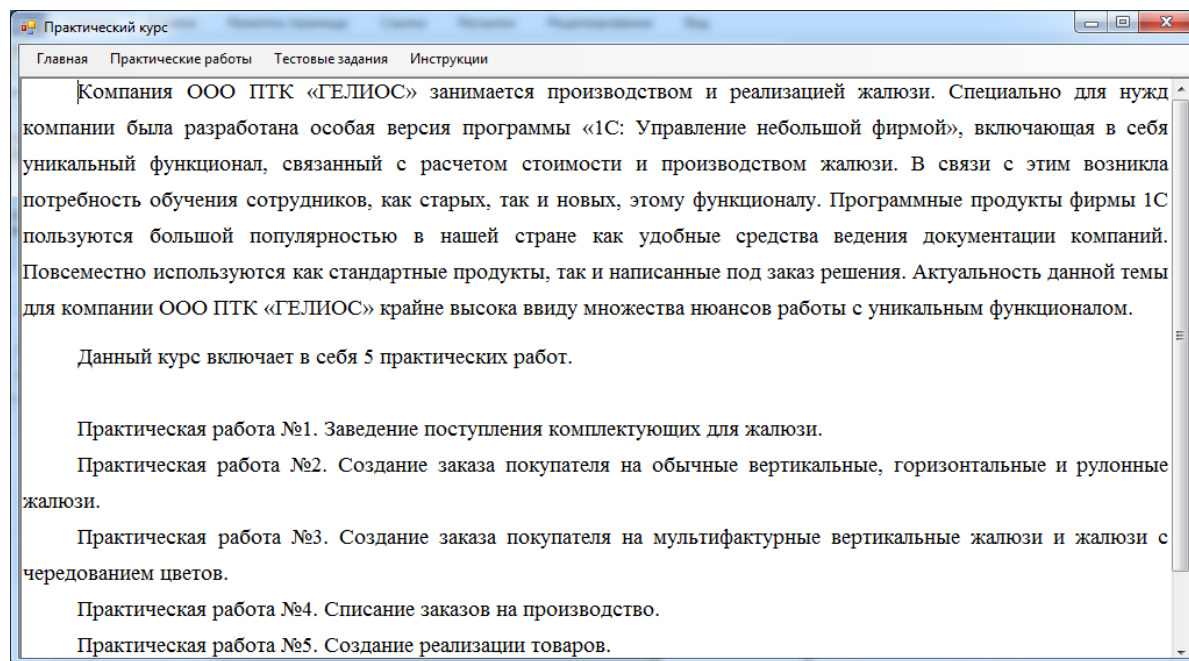 Практический курс
Главная Практические работы Тестовые задания Инструкции
Компания ООО ПТК «ГЕЛИОС» занимается производством и реализацией жалюзи. Специально для нужд
компании была разработана особая версия программы «1С: Управление небольшой фирмой», включающая в себя
уникальный функционал, связанный с расчетом стоимости и производством жалюзи. В связи с этим возникла
потребность обучения сотрудников, как старых, так и новых, этому функционалу. Программные продукты фирмы 1С
пользуются большой популярностью в нашей стране как удобные средства ведения документации компаний.
Повсеместно используются как стандартные продукты, так и написанные под заказ решения. Актуальность данной темы
для компании ООО ПТК «ГЕЛИОС» крайне высока ввиду множества нюансов работы с уникальным функционалом.
Данный курс включает в себя 5 практических работ.
Практическая работа №1. Заведение поступления комплектующих для жалюзи.
Практическая работа №2. Создание заказа покупателя на обычные вертикальные, горизонтальные и рулонные
жалюзи.
Практическая работа №3. Создание заказа покупателя на мультифактурные вертикальные жалюзи и жалюзи с
чередованием цветов.
Практическая работа №4. Списание заказов на производство.
Практическая работа №5. Создание реализации товаров.